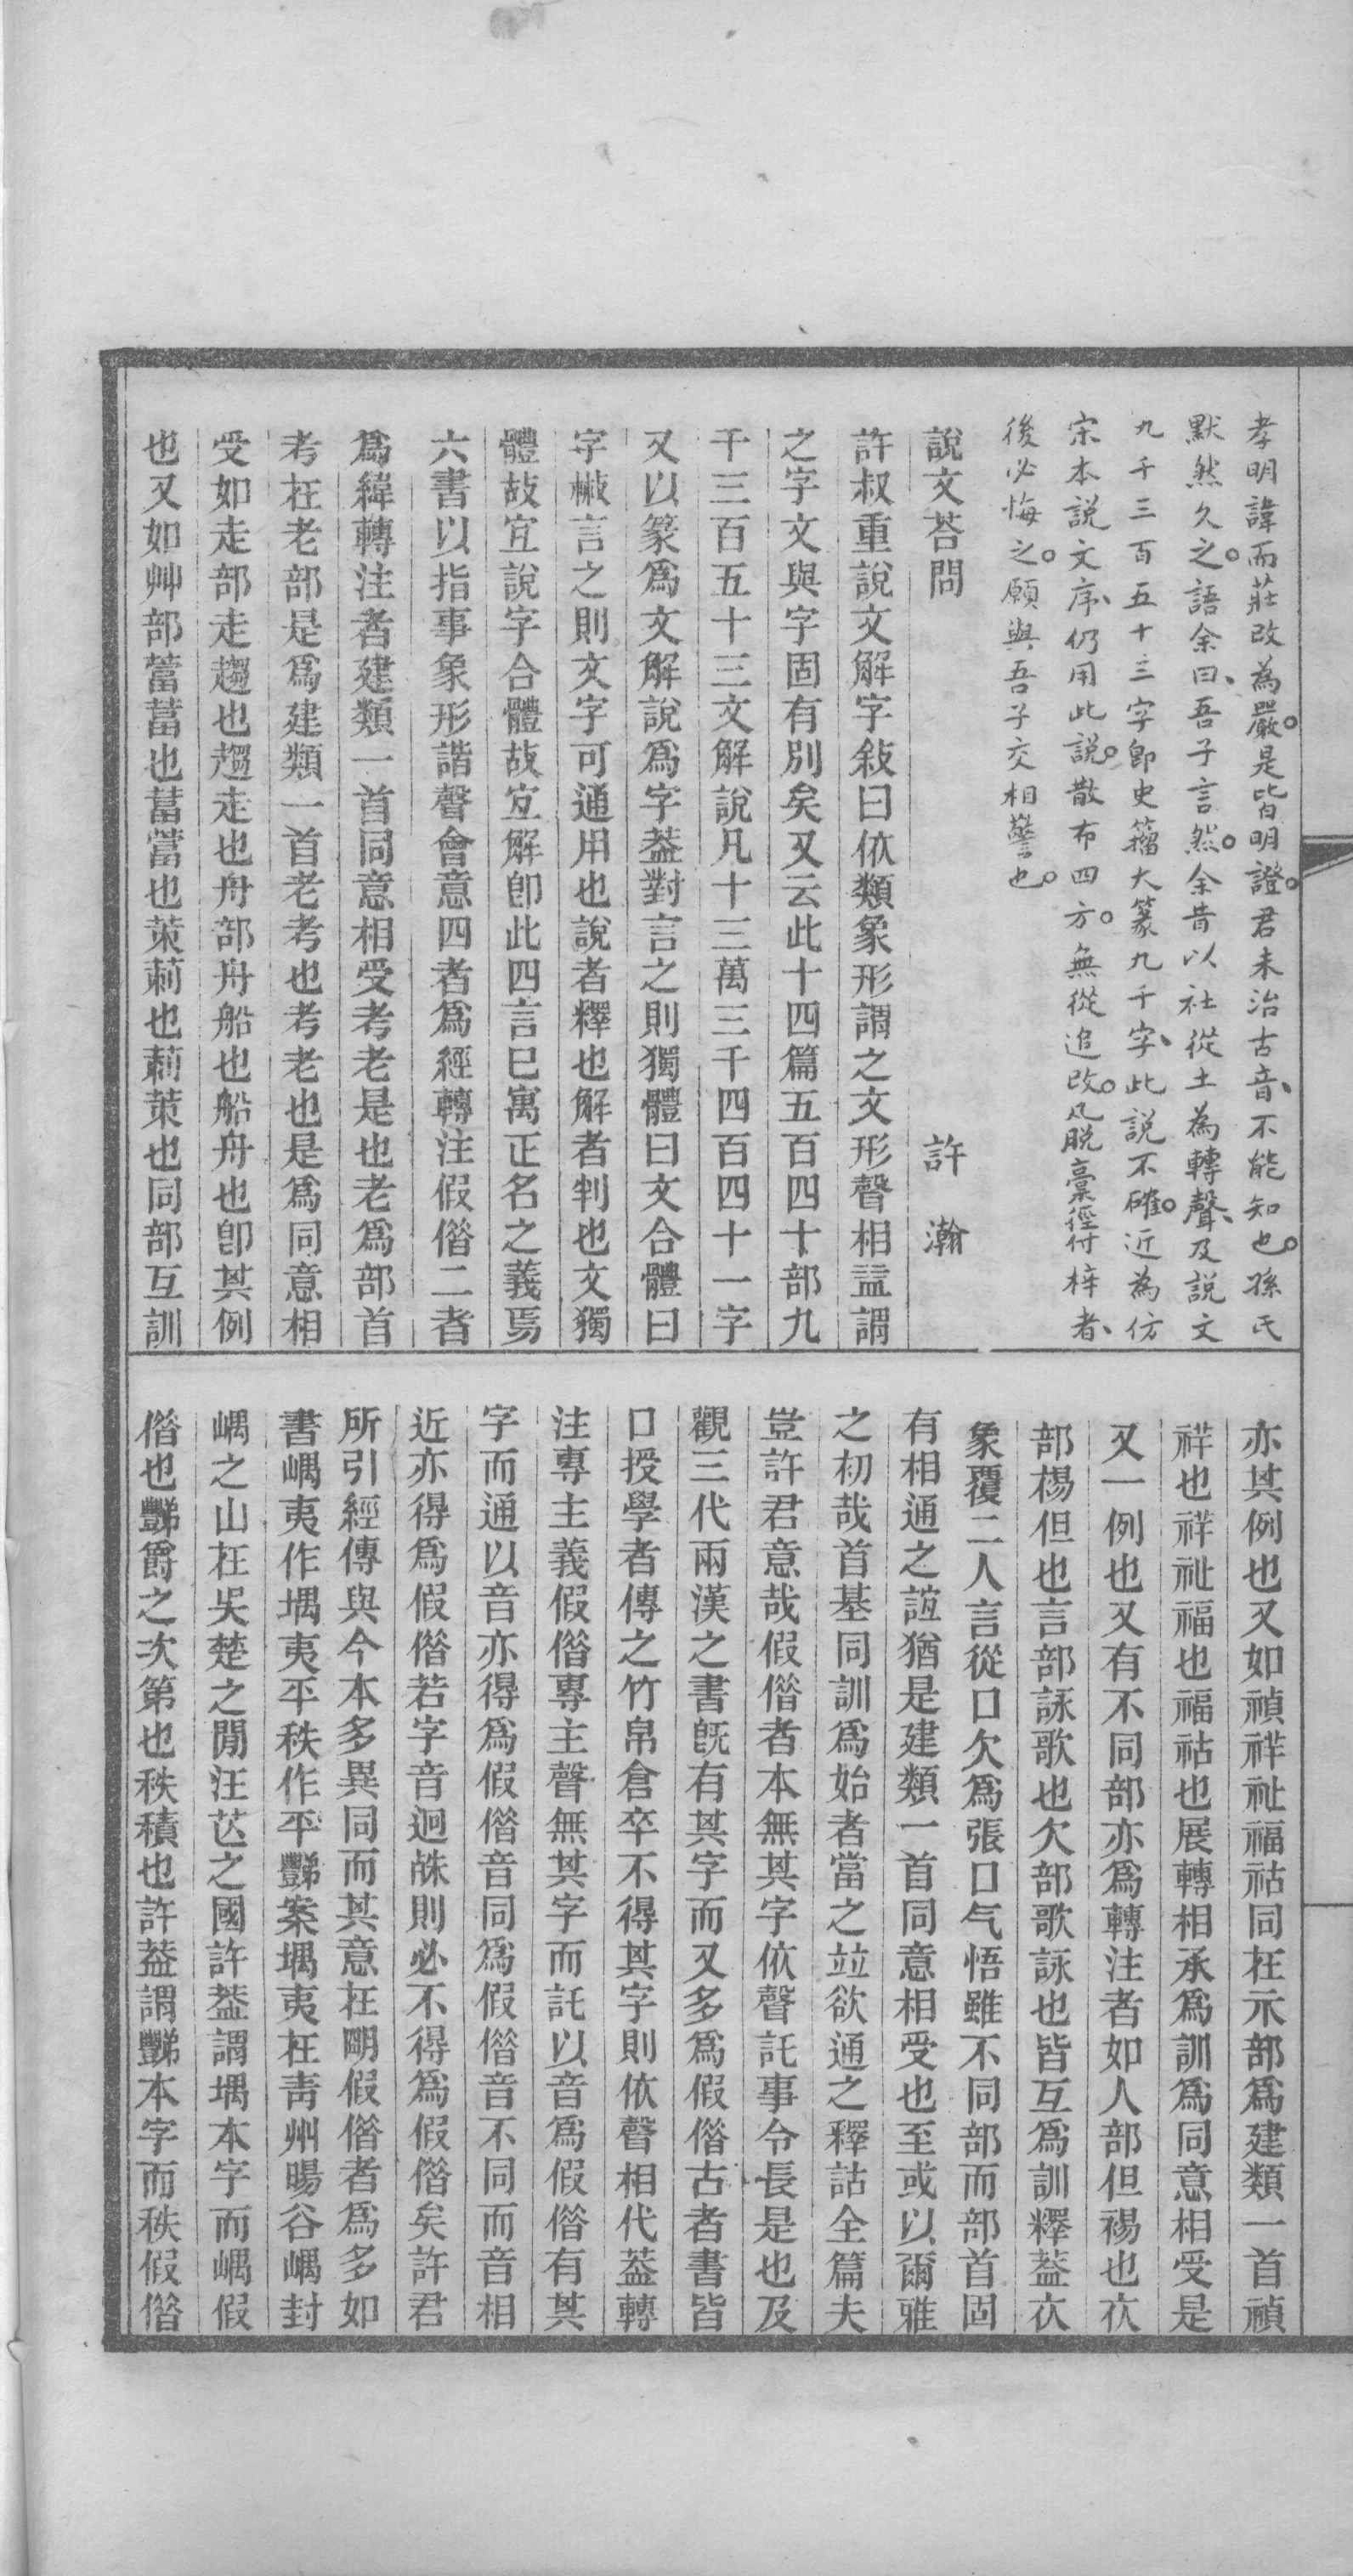 孝明諱而莊改為嚴。是皆明證。君未治古音、不能知也。孫氏
默然久之。語余曰、吾子言然。余昔以社從土為轉聲、及說文
九千三百五十三字卽史籀大篆九千字、此說不確。近為仿
宋本說文序、仍用此說。散布四方。無從追改。凡脫稾徑付梓者、
後必悔之。願與吾子交相警也。
說文荅問　許瀚
許叔重說文解字敍曰依類象形謂之文形聲相益謂
之字文與字固有別矣又云此十四篇五百四十部九
千三百五十三文解說凡十三萬三千四百四十一字
又以篆爲文解說爲字葢對言之則獨體曰文合體曰
字槪言之則文字可通用也說者釋也解者判也文獨
體故宜說字合體故宜解卽此四言已寓正名之義焉
六書以指事象形諧聲會意四者爲經轉注假借二者
爲緯轉注者建類一首同意相受考老是也老爲部首
考在老部是爲建類一首老考也考老也是爲同意相
受如走部走趨也趨走也舟部舟船也船舟也卽其例
也又如艸部䔰葍也葍䔰也茦莿也莿茦也同部互訓
亦其例也又如禎祥祉福祜同在示部爲建類一首禎
祥也祥祉福也福祜也展轉相承爲訓爲同意相受是
又一例也又有不同部亦爲轉注者如人部但裼也衣
部裼但也言部詠歌也欠部歌詠也皆互爲訓釋葢衣
象覆二人言從口欠爲張口气悟雖不同部而部首固
有相通之誼猶是建類一首同意相受也至或以爾雅
之初哉首基同訓爲始者當之竝欲通之釋詁全篇夫
豈許君意哉假借者本無其字依聲託事令長是也及
觀三代兩漢之書旣有其字而又多爲假借古者書皆
口授學者傳之竹帛倉卒不得其字則依聲相代葢轉
注專主義假借專主聲無其字而託以音爲假借有其
字而通以音亦得爲假借音同爲假借音不同而音相
近亦得爲假借若字音迥殊則必不得爲假借矣許君
所引經傳與今本多異同而其意在明假借者爲多如
書嵎夷作堣夷平秩作平豑案堣夷在靑州暘谷嵎封
嵎之山在吳楚之閒汪芒之國許葢謂堣本字而嵎假
借也豑爵之次第也秩積也許葢謂豑本字而秩假借